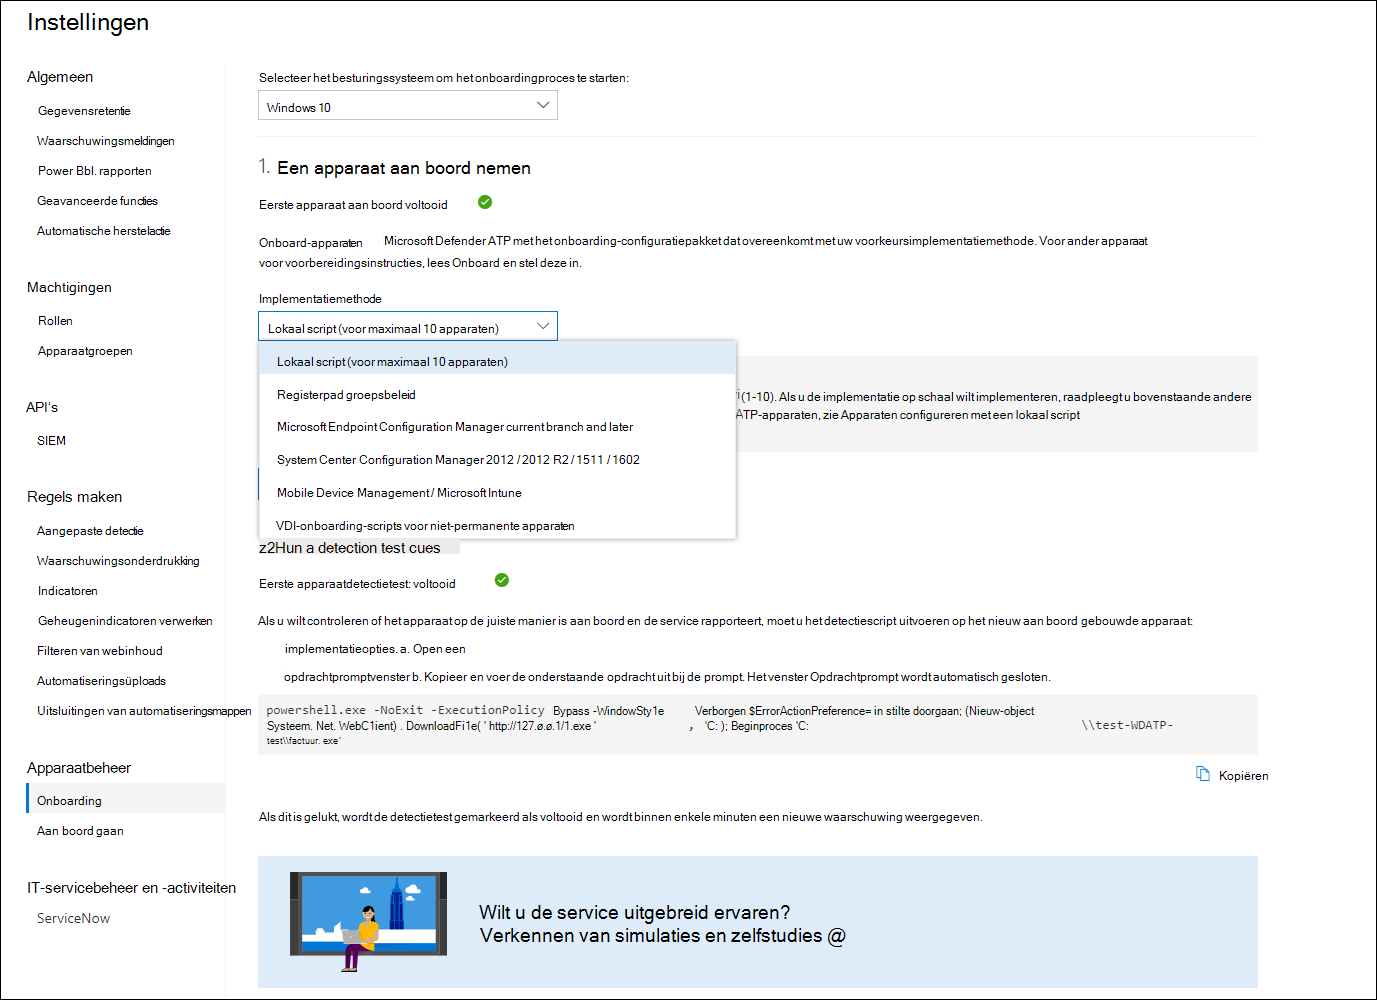 Instellingen
Algemeen
Gegevensretentie
Waarschuwingsmeldingen
Power Bbl. rapporten
Geavanceerde functies
Automatische herstelactie
Machtigingen
Rollen
Apparaatgroepen
API's
SIEM
Regels maken
Aangepaste detectie
Waarschuwingsonderdrukking
Indicatoren
Geheugenindicatoren verwerken
Filteren van webinhoud
Automatiseringsüploads
Uitsluitingen van automatiseringsmappen
Apparaatbeheer
Onboarding
Aan boord gaan
IT-servicebeheer en -activiteiten
ServiceNow
Selecteer het besturingssysteem om het onboardingproces te starten:
Windows 10
1. Een apparaat aan boord nemen
Eerste apparaat aan boord voltooid
Onboard-apparaten Microsoft Defender ATP met het onboarding-configuratiepakket dat overeenkomt met uw voorkeursimplementatiemethode. Voor ander apparaat
voor voorbereidingsinstructies, lees Onboard en stel deze in.
Implementatiemethode
Lokaal script (voor maximaal 10 apparaten)
Lokaal script (voor maximaal 10 apparaten)
Registerpad groepsbeleid
Microsoft Endpoint Configuration Manager current branch and later
System Center Configuration Manager 2012 / 2012 R2 / 1511 / 1602
Mobile Device Management / Microsoft Intune
VDI-onboarding-scripts voor niet-permanente apparaten
(1-10). Als u de implementatie op schaal wilt implementeren, raadpleegt u bovenstaande andere
ATP-apparaten, zie Apparaten configureren met een lokaal script
z2Hun a detection test cues
Eerste apparaatdetectietest: voltooid
Als u wilt controleren of het apparaat op de juiste manier is aan boord en de service rapporteert, moet u het detectiescript uitvoeren op het nieuw aan boord gebouwde apparaat:
implementatieopties. a. Open een
opdrachtpromptvenster b. Kopieer en voer de onderstaande opdracht uit bij de prompt. Het venster Opdrachtprompt wordt automatisch gesloten.
powershell.exe -NoExit -ExecutionPolicy Bypass -WindowSty1e Verborgen $ErrorActionPreference= in stilte doorgaan; (Nieuw-object
Systeem. Net. WebC1ient) . DownloadFi1e( ' http://127.ø.ø.1/1.exe ' , 'C: ); Beginproces 'C: \\test-WDATP-
test\\factuur. exe'
Kopiëren
Als dit is gelukt, wordt de detectietest gemarkeerd als voltooid en wordt binnen enkele minuten een nieuwe waarschuwing weergegeven.
Wilt u de service uitgebreid ervaren?
Verkennen van simulaties en zelfstudies @